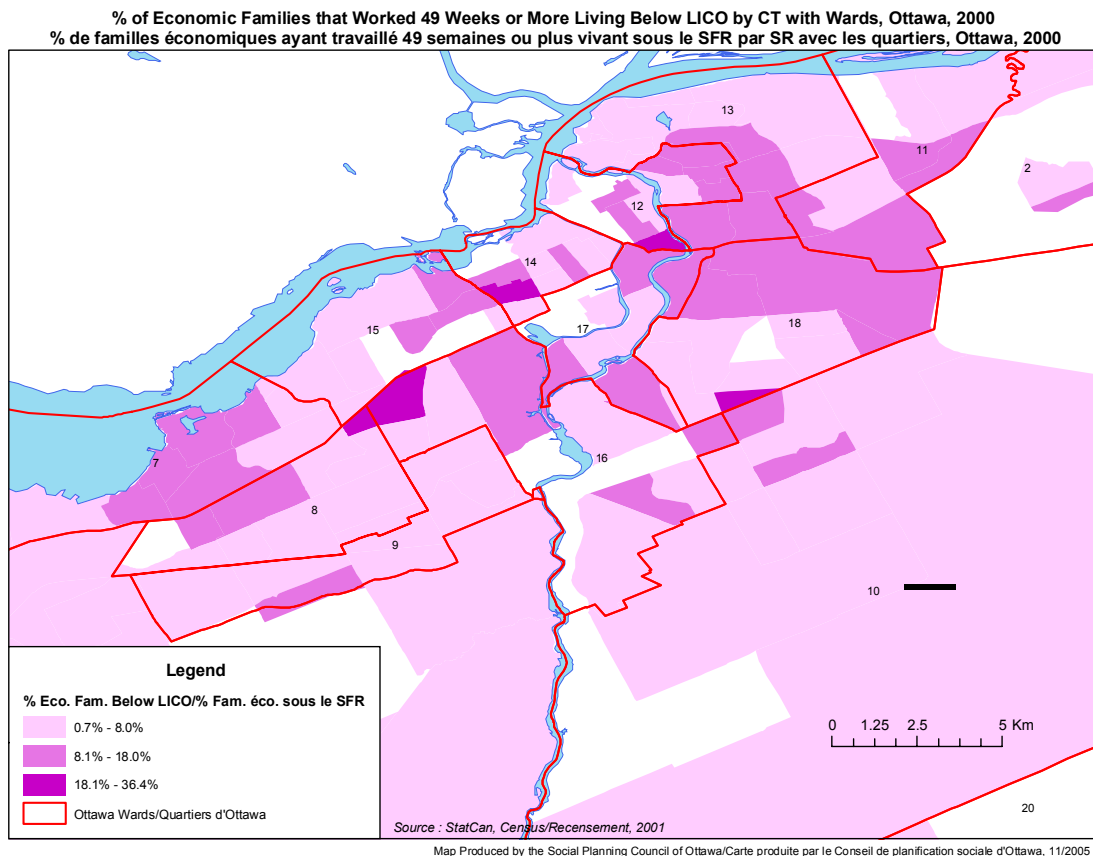 % of Economic Families that Worked 49 Weeks or More Living Below LICO by CT with Wards, Ottawa, 2000
% de familles économiques ayant travaillé 49 semaines ou plus vivant sous le SFR par SR avec les quartiers, Ottawa, 2000
13
11
2
12
14
15
17
18
7
16
8
9
10
Legend
% Eco. Fam. Below LICO/% Fam. éco. sous le SFR
0.7% - 8.0%
8.1% - 18.0%
18.1% - 36.4%
Ottawa Wards/Quartiers d'Ottawa
0 1.25 2.5 5 Km
20
Source : StatCan, Census/Recensement, 2001
Map Produced by the Social Planning Council of Ottawa/Carte produite par le Conseil de planification sociale d'Ottawa, 11/2005